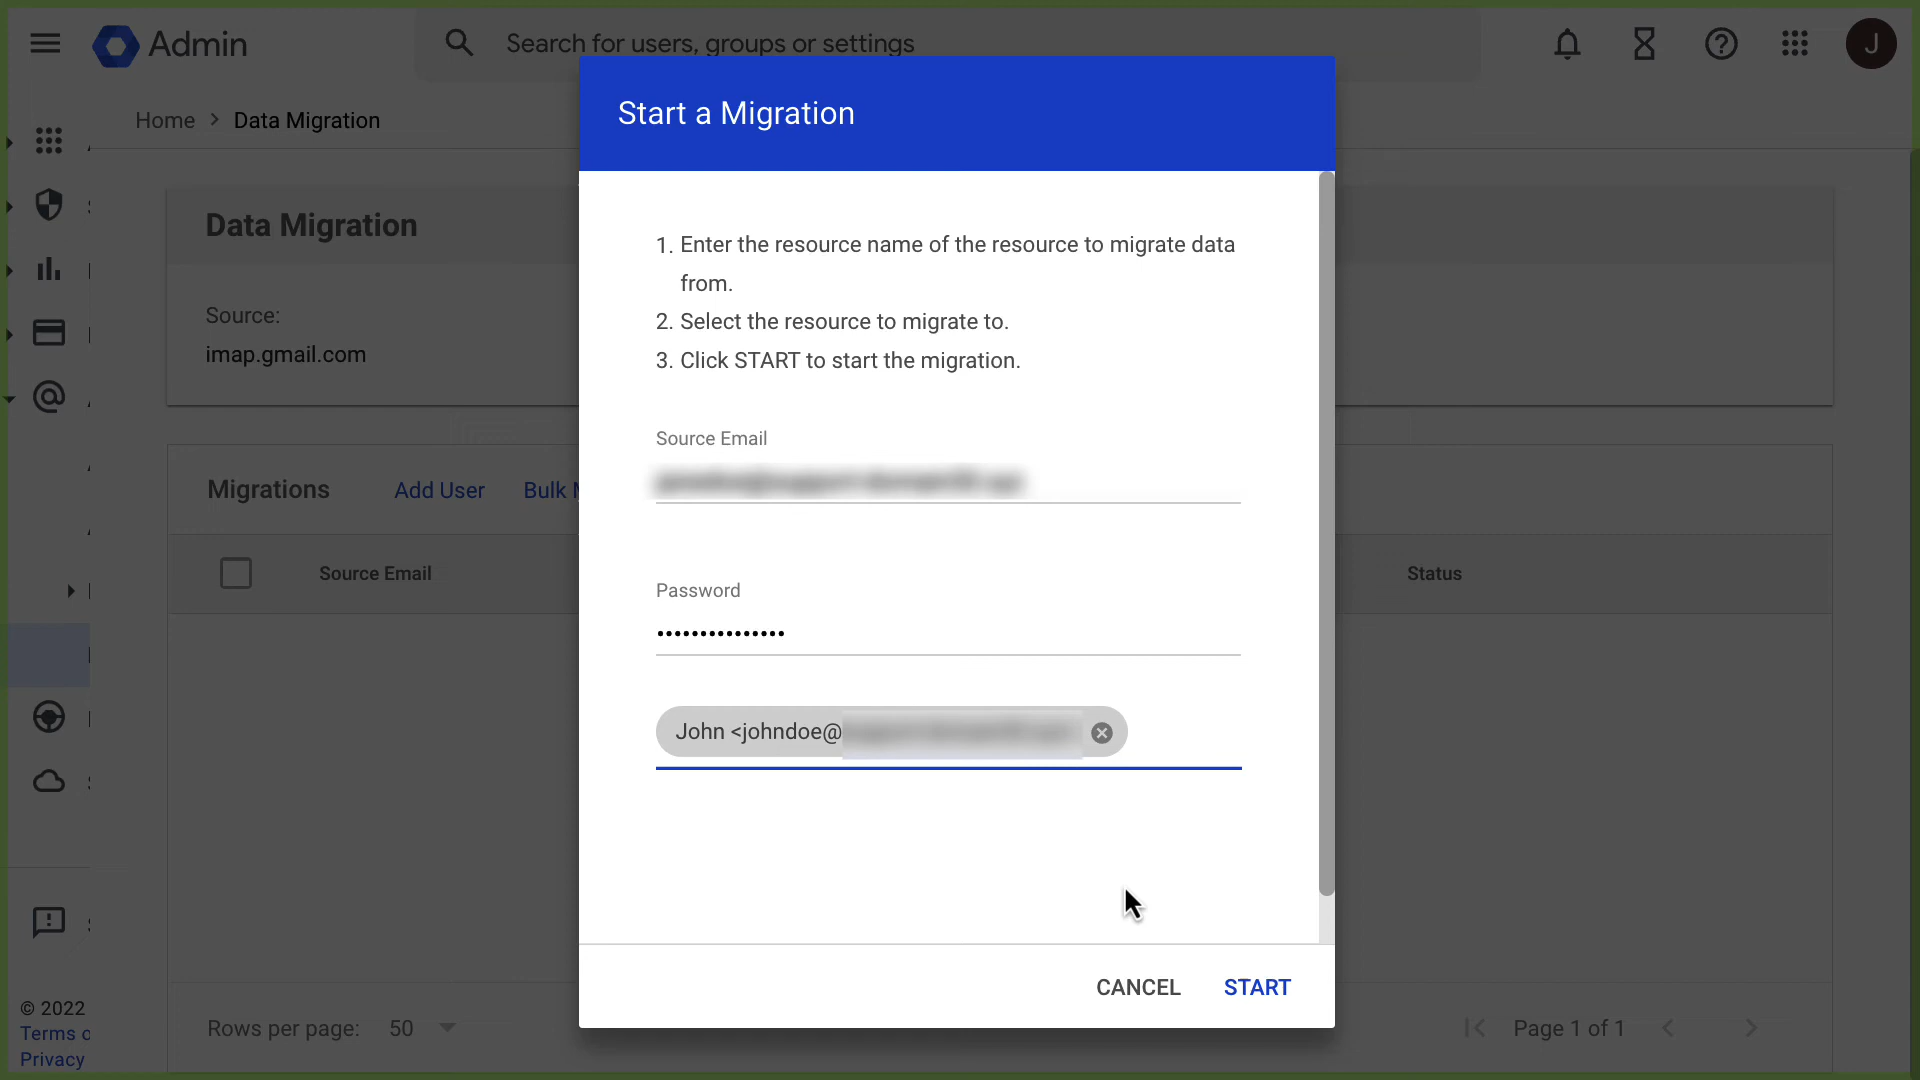 Admin
Search for users, groups or settings
J
Home > Data Migration
Start a Migration
Data Migration
Source:
imap.gmail.com
1. Enter the resource name of the resource to migrate data
from.
2. Select the resource to migrate to.
3. Click START to start the migration.
Source Email
Password
•••••••••••••••
John <johndoe@
Migrations
Add User
Bulk
Source Email
Status
CANCEL
START
© 2022
Terms
Privacy
Rows per page: 50
Page 1 of 1